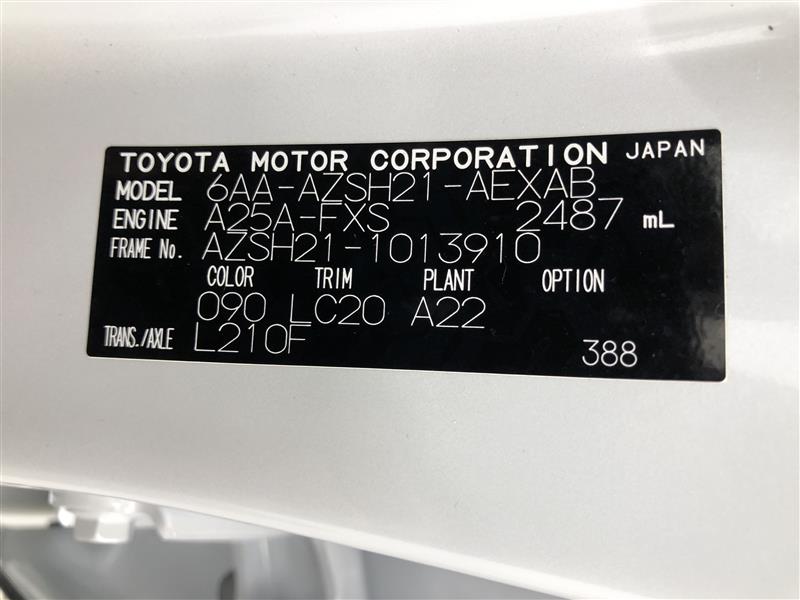 TOYOTA MOTOR CORPORATION JAPAN
MODEL 6AA-AZSH21-AEXAB
ENGINE A25A-FXS 2487 mL
FRAME No. AZSH21-1013910
COLOR TRIM PLANT OPTION
090 LC20 A22
TRANS./AXLE L210F 388